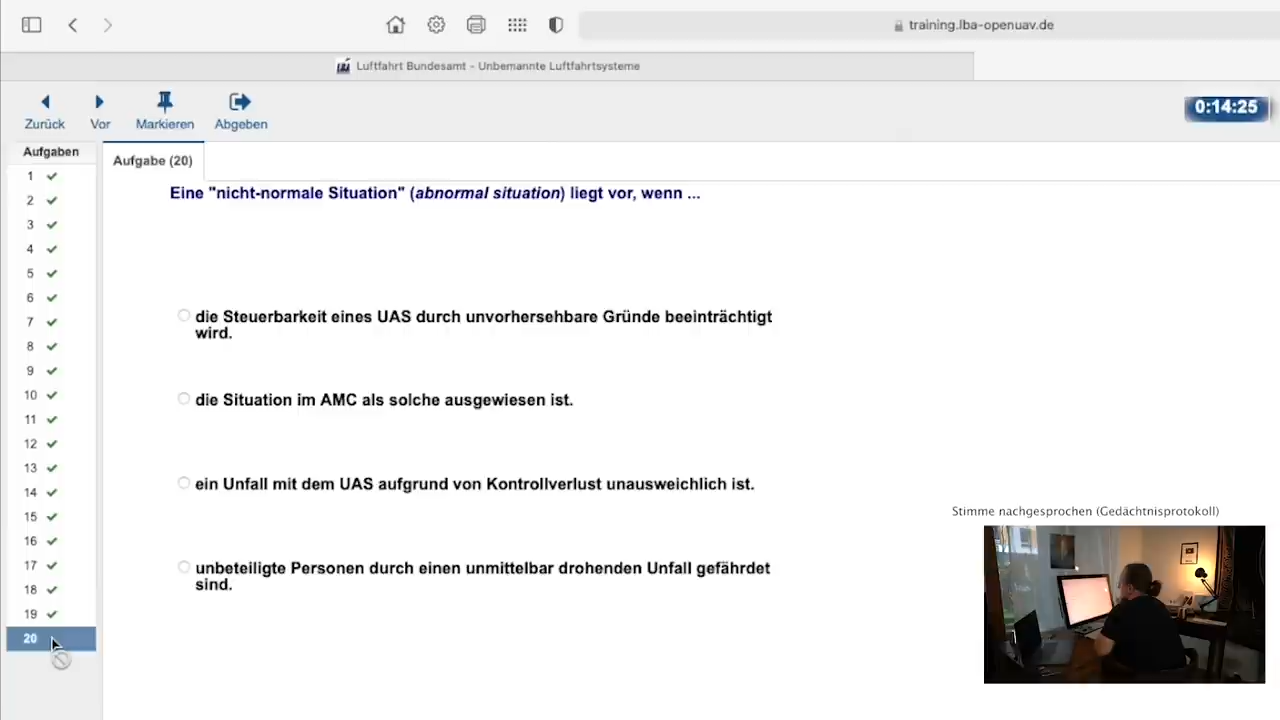 training.lba-openuav.de
Luftfahrt Bundesamt - Unbemannte Luftfahrtsysteme
Zurück
Vor
Markieren
Abgeben
0:14:25
Aufgaben
Aufgabe (20)
1
2
3
4
5
6
7
8
9
10
11
12
13
14
15
16
17
18
19
20
Eine "nicht-normale Situation" (abnormal situation) liegt vor, wenn ...
die Steuerbarkeit eines UAS durch unvorhersehbare Gründe beeinträchtigt
wird.
die Situation im AMC als solche ausgewiesen ist.
ein Unfall mit dem UAS aufgrund von Kontrollverlust unausweichlich ist.
unbeteiligte Personen durch einen unmittelbar drohenden Unfall gefährdet
sind.
Stimme nachgesprochen (Gedächtnisprotokoll)